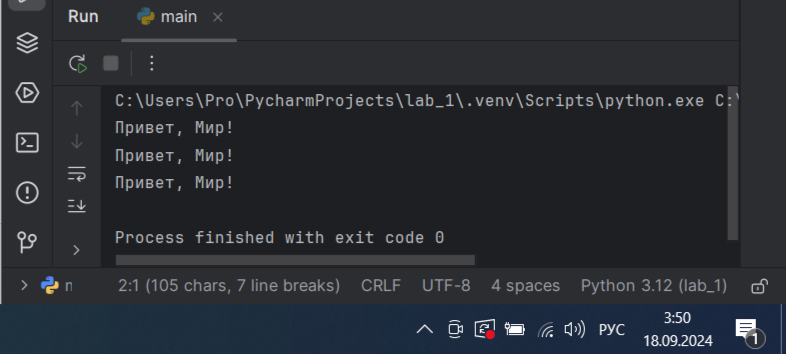 Run main
C:\Users\Pro\PycharmProjects\lab_1\.venv\Scripts\python.exe C:\
Привет, Мир!
Привет, Мир!
Привет, Мир!
Process finished with exit code 0
2:1 (105 chars, 7 line breaks) CRLF UTF-8 4 spaces Python 3.12 (lab_1)
РУС 3:50
18.09.2024 1